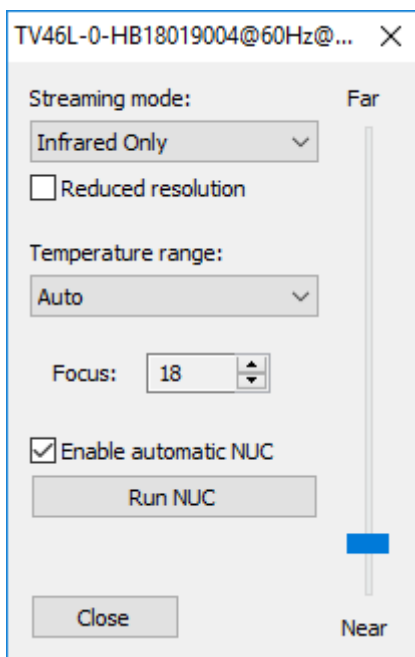 TV46L-0-HB18019004@60Hz@...
Streaming mode:
Far
Infrared Only
Reduced resolution
Temperature range:
Auto
Focus:
18
Enable automatic NUC
Run NUC
Close
Near